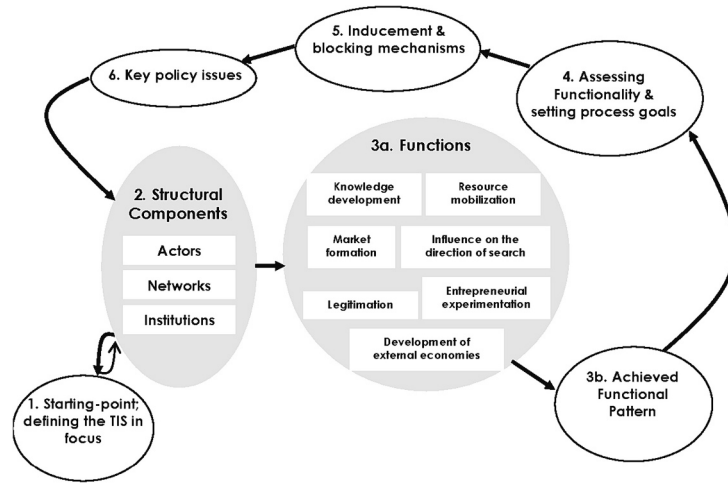 5. Inducement &
blocking mechanisms
6. Key policy issues
4. Assessing
Functionality &
setting process goals
3a. Functions
Knowledge
development
Resource
mobilization
2. Structural
Components
Market
formation
Influence on the
direction of search
Actors
Networks
Institutions
Legitimation
Entrepreneurial
experimentation
Development of
external economies
3b. Achieved
Functional
Pattern
1. Starting-point;
defining the TIS in
focus